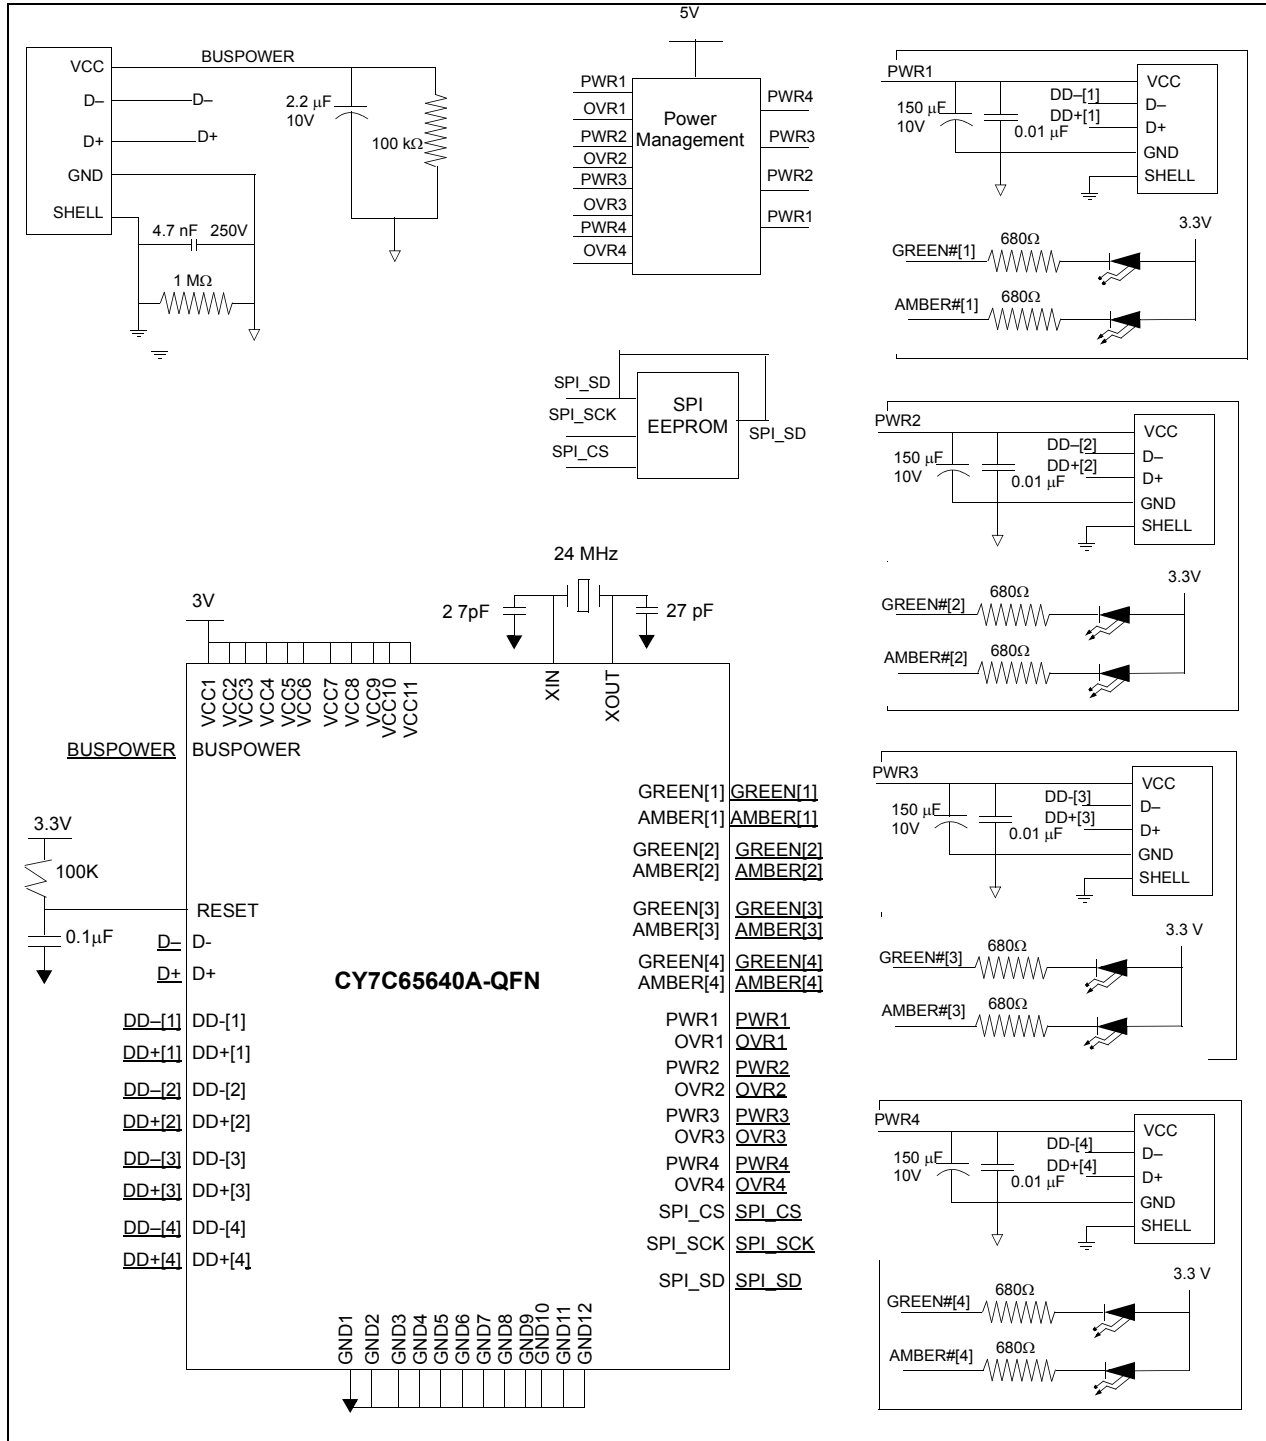 5V
BUSPOWER
VCC
D–
D–
D+
D+
GND
SHELL
2.2 μF
10V
100 kΩ
4.7 nF 250V
1 MΩ
PWR1
OVR1
PWR2
OVR2
PWR3
OVR3
PWR4
OVR4
Power
Management
PWR4
PWR3
PWR2
PWR1
SPI_SD
SPI_SCK
SPI_CS
SPI
EEPROM
SPI_SD
PWR1
150 μF
10V
0.01 μF
DD–[1]
DD+[1]
VCC
D–
D+
GND
SHELL
3.3V
680Ω
GREEN#[1]
680Ω
AMBER#[1]
PWR2
150 μF
10V
0.01 μF
DD–[2]
DD+[2]
VCC
D–
D+
GND
SHELL
3.3V
680Ω
GREEN#[2]
680Ω
AMBER#[2]
PWR3
150 μF
10V
0.01 μF
DD-[3]
DD+[3]
VCC
D–
D+
GND
SHELL
3.3 V
680Ω
GREEN#[3]
680Ω
AMBER#[3]
PWR4
150 μF
10V
0.01 μF
DD-[4]
DD+[4]
VCC
D–
D+
GND
SHELL
3.3 V
680Ω
GREEN#[4]
680Ω
AMBER#[4]
24 MHz
2 7pF
27 pF
3V
VCC1
VCC2
VCC3
VCC4
VCC5
VCC6
VCC7
VCC8
VCC9
VCC10
VCC11
XIN
XOUT
BUSPOWER BUSPOWER
3.3V
100K
RESET
0.1μF
D– D-
D+ D+
DD–[1] DD-[1]
DD+[1] DD+[1]
DD–[2] DD-[2]
DD+[2] DD+[2]
DD–[3] DD-[3]
DD+[3] DD+[3]
DD–[4] DD-[4]
DD+[4] DD+[4]
CY7C65640A-QFN
GREEN[1] GREEN[1]
AMBER[1] AMBER[1]
GREEN[2] GREEN[2]
AMBER[2] AMBER[2]
GREEN[3] GREEN[3]
AMBER[3] AMBER[3]
GREEN[4] GREEN[4]
AMBER[4] AMBER[4]
PWR1 PWR1
OVR1 OVR1
PWR2 PWR2
OVR2 OVR2
PWR3 PWR3
OVR3 OVR3
PWR4 PWR4
OVR4 OVR4
SPI_CS SPI_CS
SPI_SCK SPI_SCK
SPI_SD SPI_SD
GND1
GND2
GND3
GND4
GND5
GND6
GND7
GND8
GND9
GND10
GND11
GND12